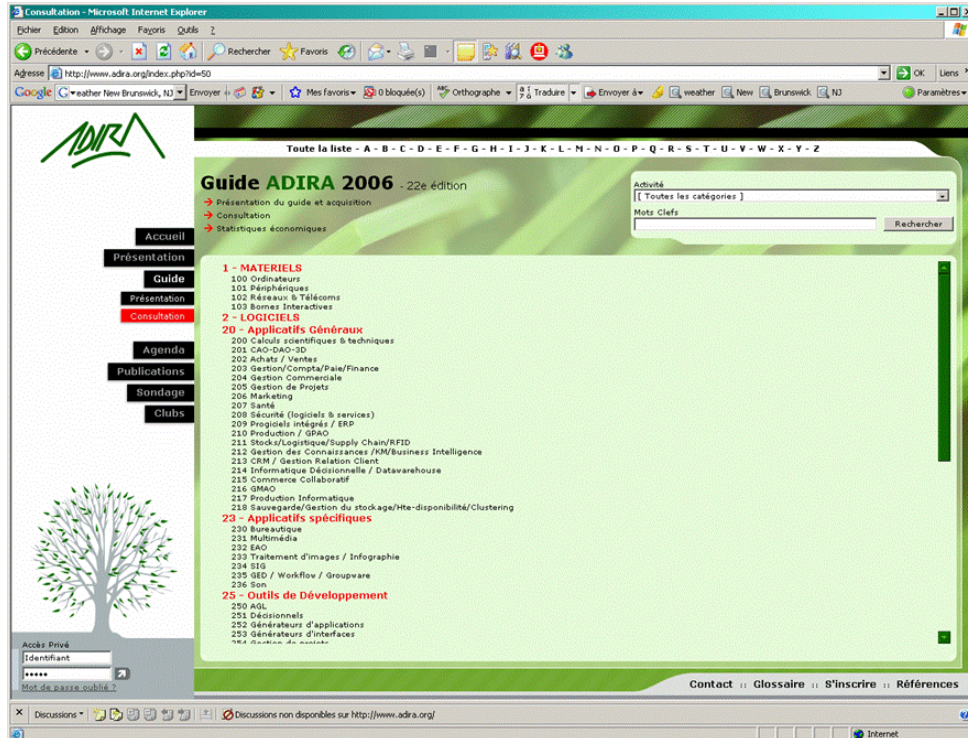 Consultation - Microsoft Internet Explorer
Fichier Edition Affichage Favoris Outils ?
Précédente Rechercher Favoris
Adresse http://www.adira.org/index.php?id=50 OK Liens
Google weather New Brunswick, NJ Envoyer Mes favoris 0 bloquée(s) Orthographe Traduire Envoyer à weather New Brunswick NJ Paramètres
ADIRA
Toute la liste - A - B - C - D - E - F - G - H - I - J - K - L - M - N - O - P - Q - R - S - T - U - V - W - X - Y - Z
Guide ADIRA 2006 - 22e édition
Présentation du guide et acquisition
Consultation
Statistiques économiques
Activité
[ Toutes les catégories ]
Mots Clefs
Rechercher
Accueil
Présentation
Guide
Présentation
Consultation
Agenda
Publications
Sondage
Clubs
1 - MATERIELS
100 Ordinateurs
101 Périphériques
102 Réseaux & Télécoms
103 Bornes Interactives
2 - LOGICIELS
20 - Applicatifs Généraux
200 Calculs scientifiques & techniques
201 CAO-DAO-3D
202 Achats / Ventes
203 Gestion/Compta/Paie/Finance
204 Gestion Commerciale
205 Gestion de Projets
206 Marketing
207 Santé
208 Sécurité (logiciels & services)
209 Progiciels intégrés / ERP
210 Production / GPAO
211 Stocks/Logistique/Supply Chain/RFID
212 Gestion des Connaissances /KM/Business Intelligence
213 CRM / Gestion Relation Client
214 Informatique Décisionnelle / Datawarehouse
215 Commerce Collaboratif
216 GMAO
217 Production Informatique
218 Sauvegarde/Gestion du stockage/Hte-disponibilité/Clustering
23 - Applicatifs spécifiques
230 Bureautique
231 Multimédia
232 EAO
233 Traitement d'images / Infographie
234 SIG
235 GED / Workflow / Groupware
236 Son
25 - Outils de Développement
250 AGL
251 Décisionnels
252 Générateurs d'applications
253 Générateurs d'interfaces
254 Gestion de projets
Accès Privé
Identifiant
•••••
Mot de passe oublié ?
Contact :: Glossaire :: S'inscrire :: Références
Discussions Discussions non disponibles sur http://www.adira.org/
Internet